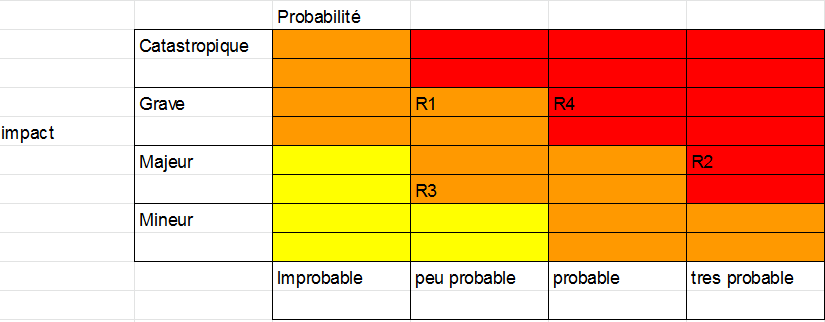 Probabilité
Catastropique
Grave R1 R4
impact
Majeur R2
R3
Mineur
Improbable peu probable probable tres probable